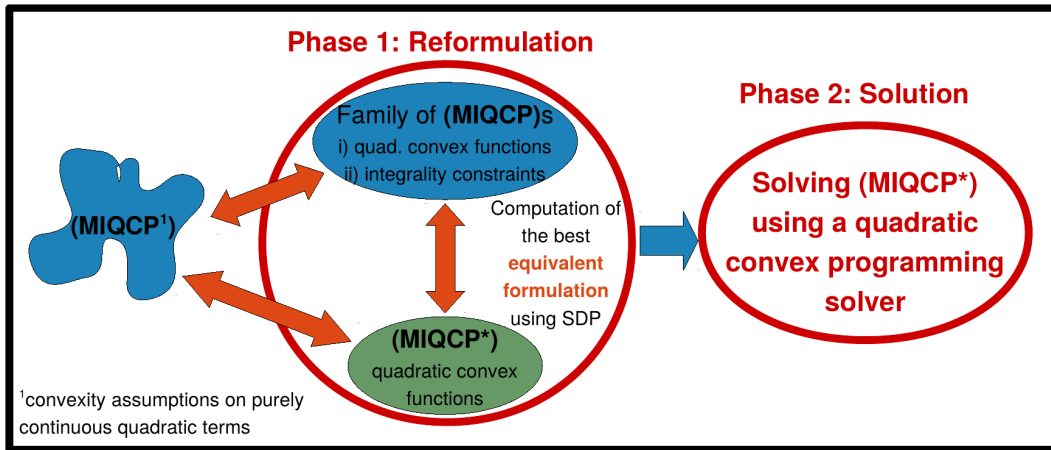 Phase 1: Reformulation
Family of (MIQCP)s
i) quad. convex functions
ii) integrality constraints
(MIQCP¹)
Computation of
the best
equivalent
formulation
using SDP
(MIQCP*)
quadratic convex
functions
¹convexity assumptions on purely
continuous quadratic terms
Phase 2: Solution
Solving (MIQCP*)
using a quadratic
convex programming
solver